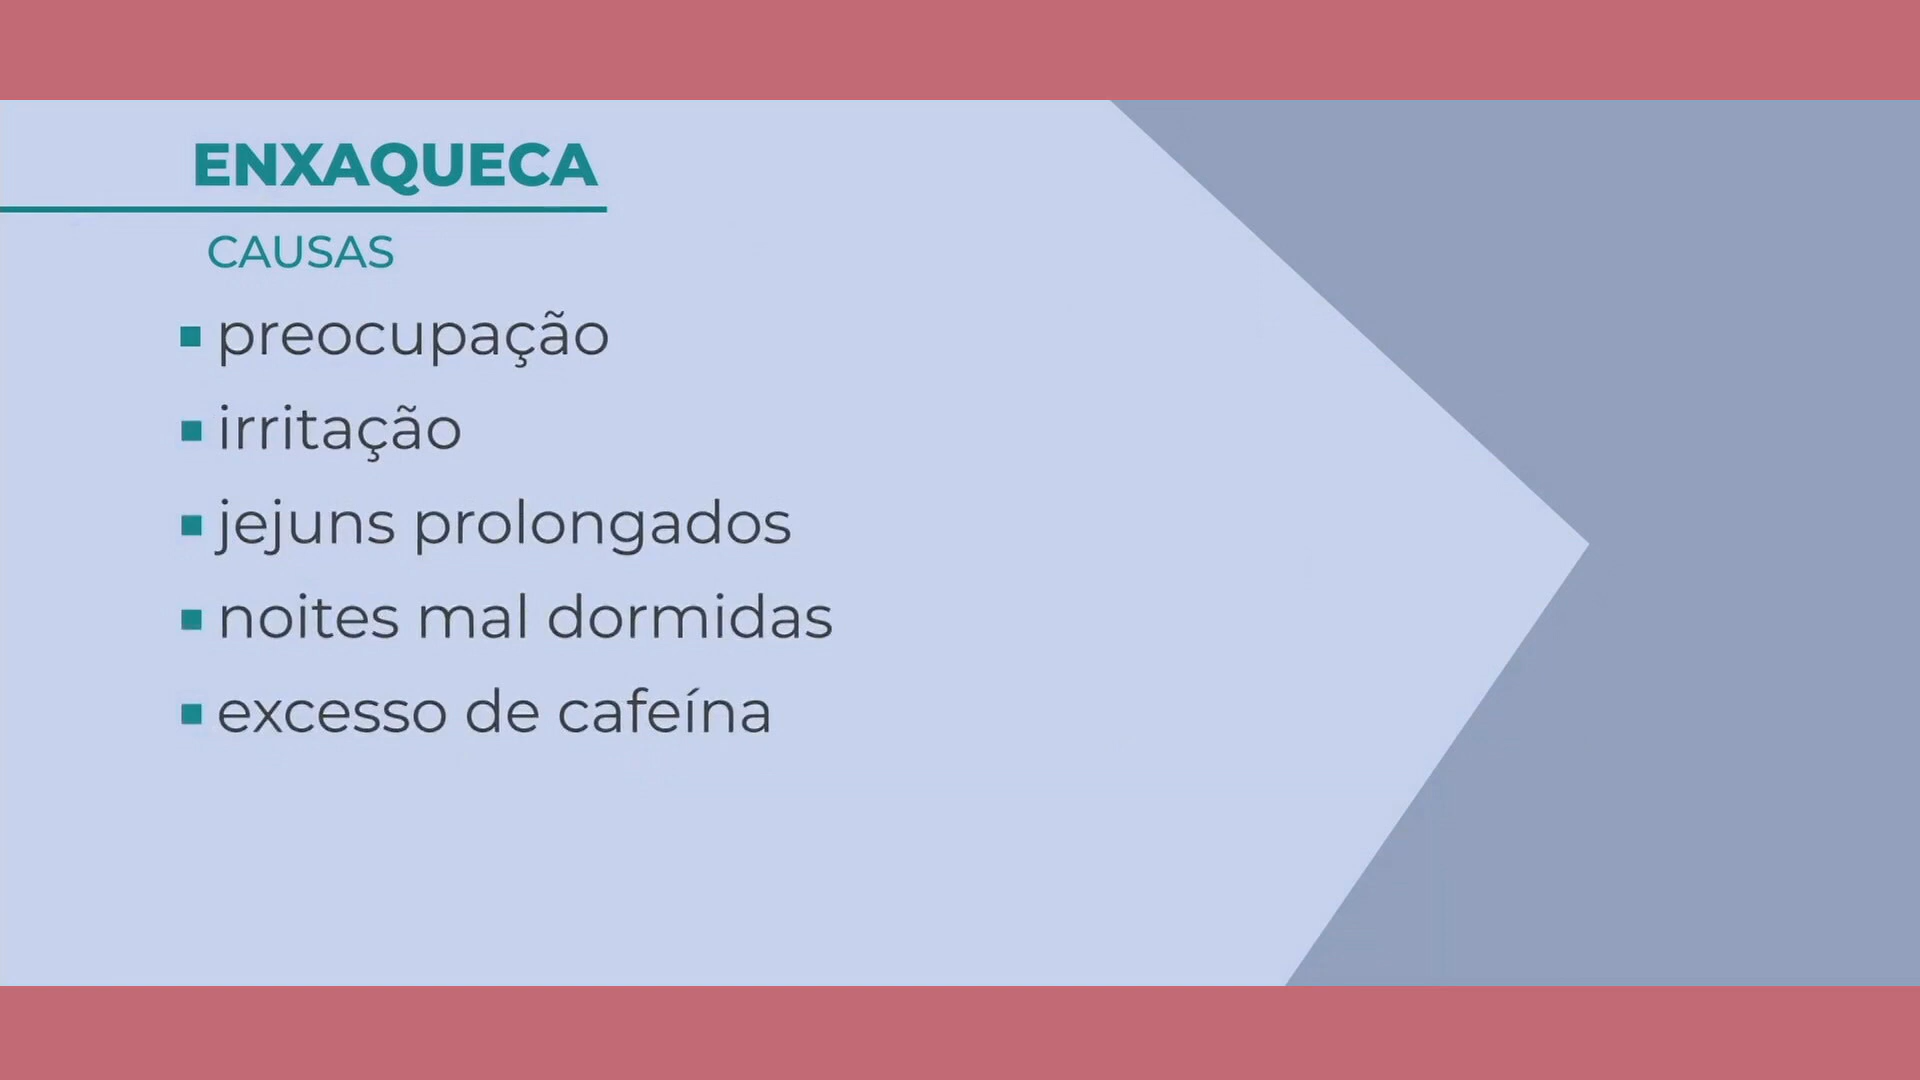 ENXAQUECA
CAUSAS
preocupação
irritação
jejuns prolongados
noites mal dormidas
excesso de cafeína